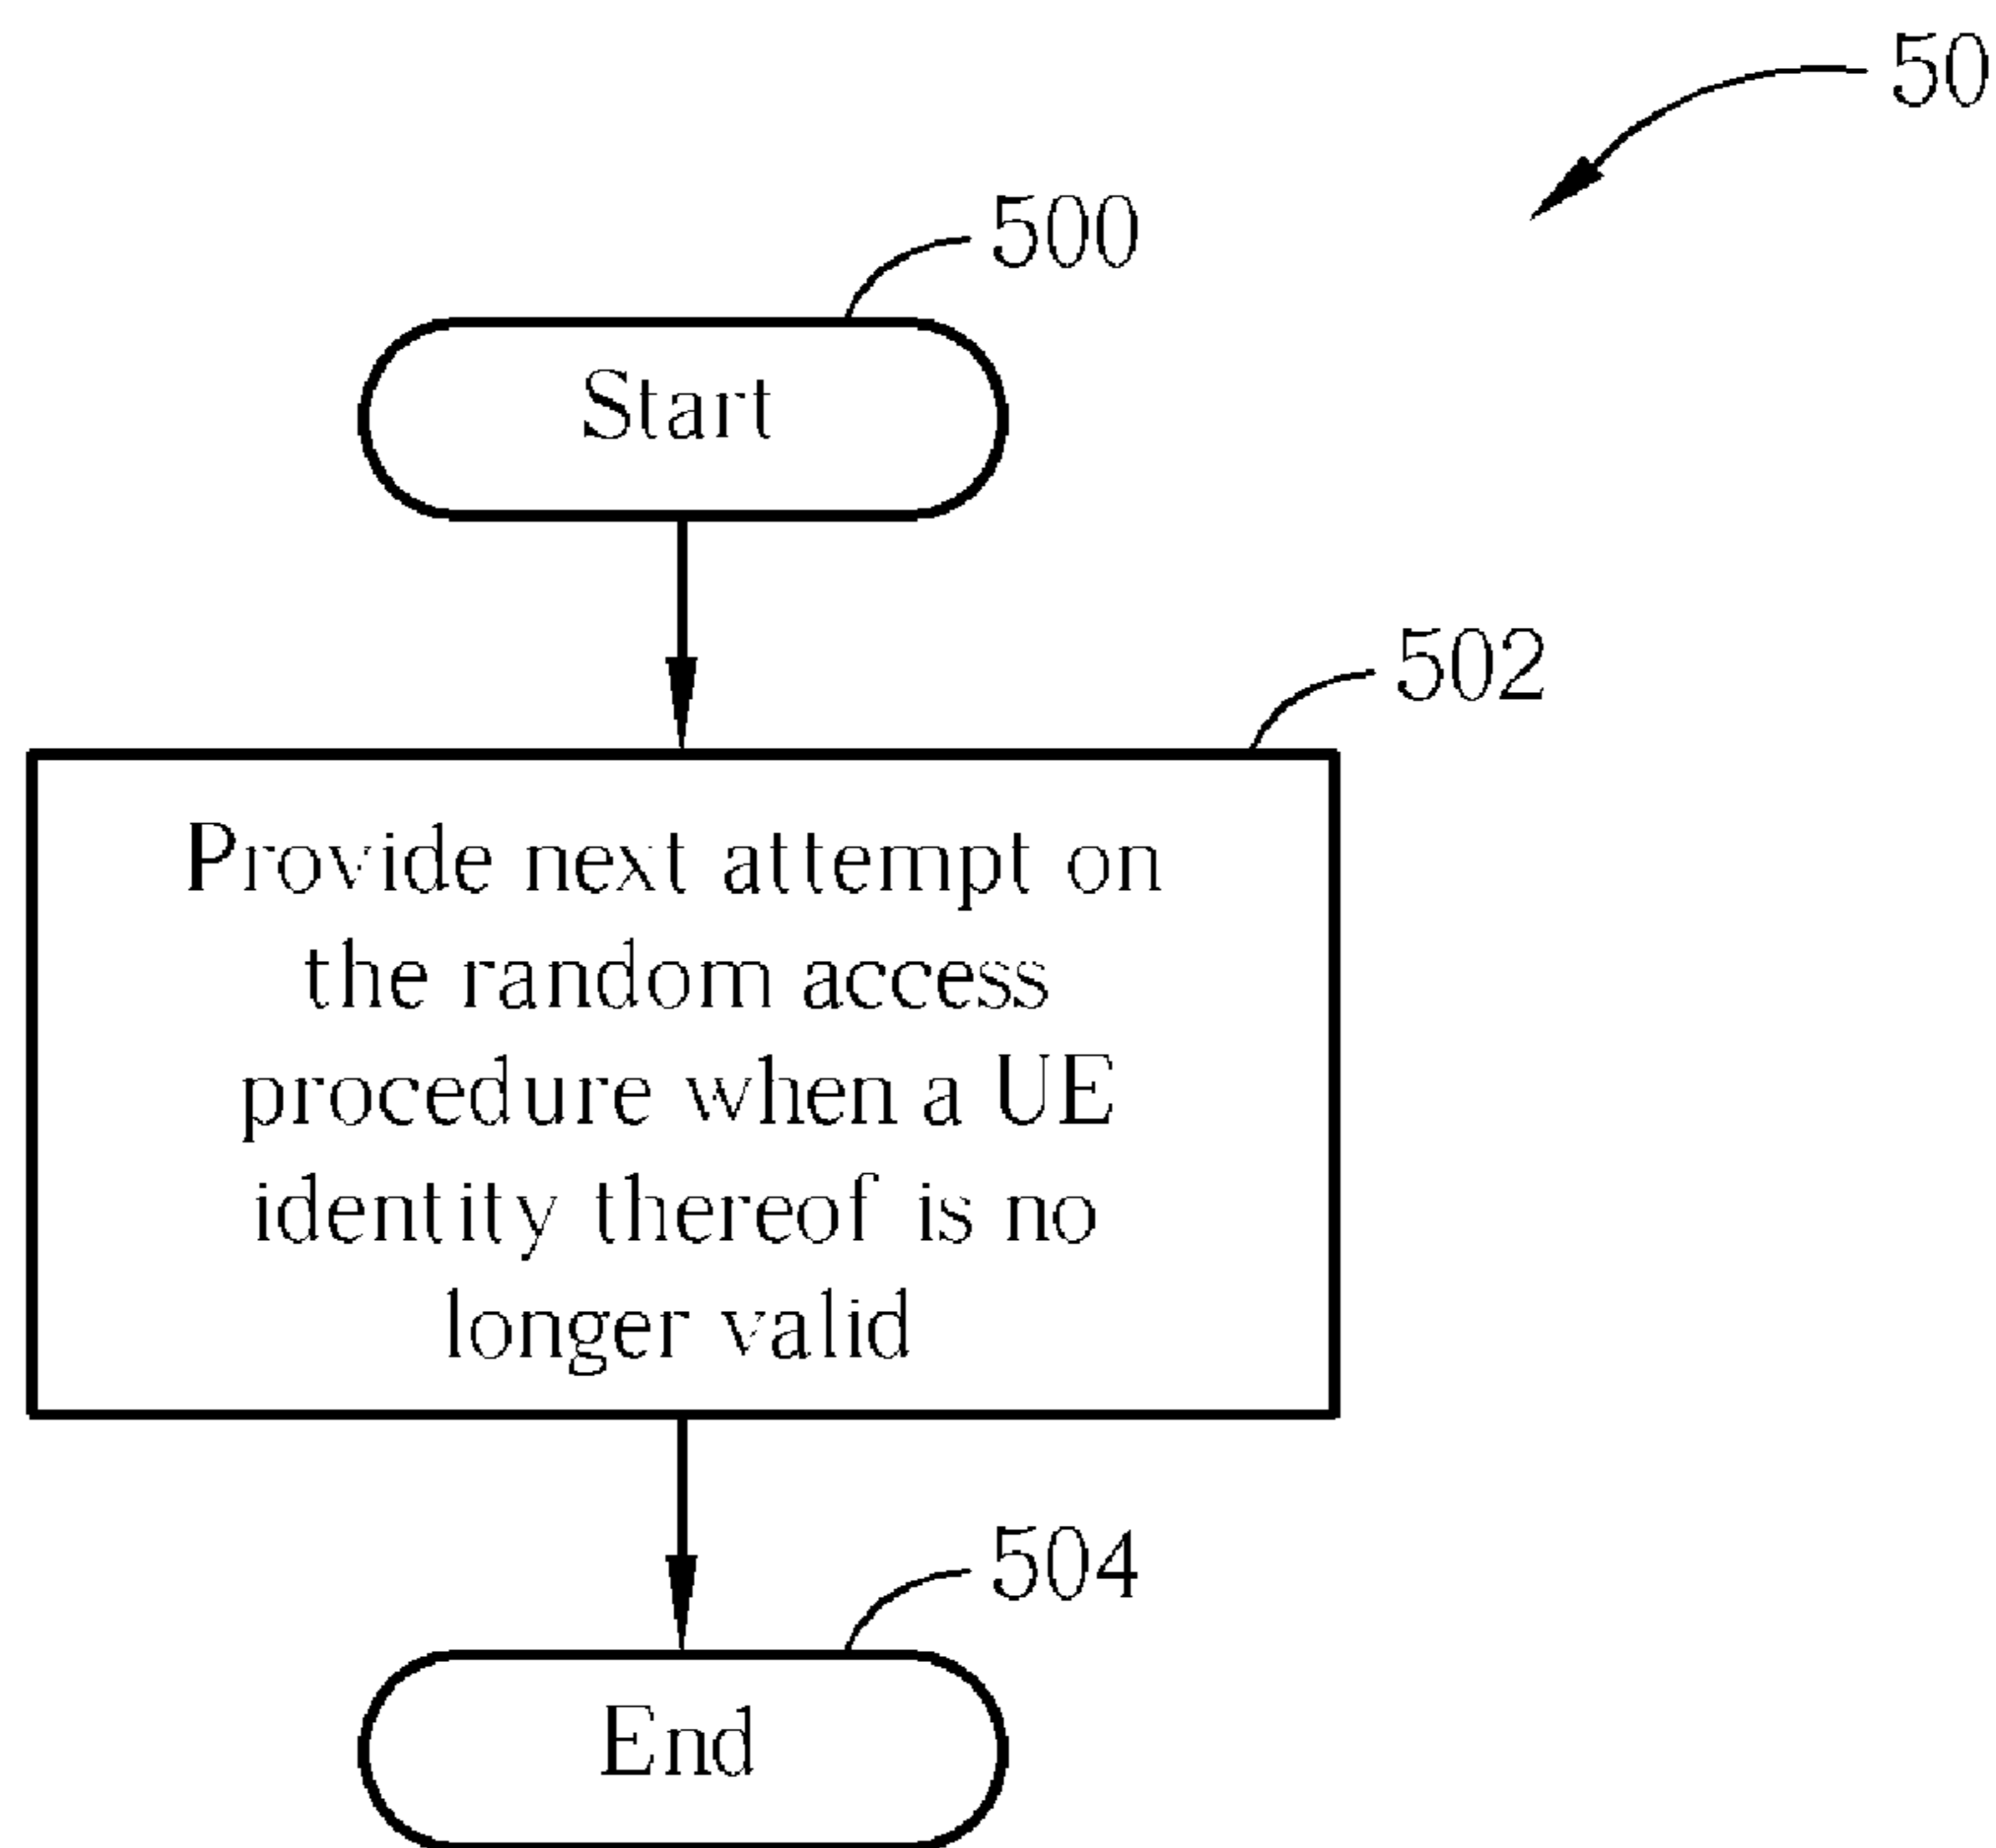 50
500
Start
502
Provide next attempt on
the random access
procedure when a UE
identity thereof is no
longer valid
504
End